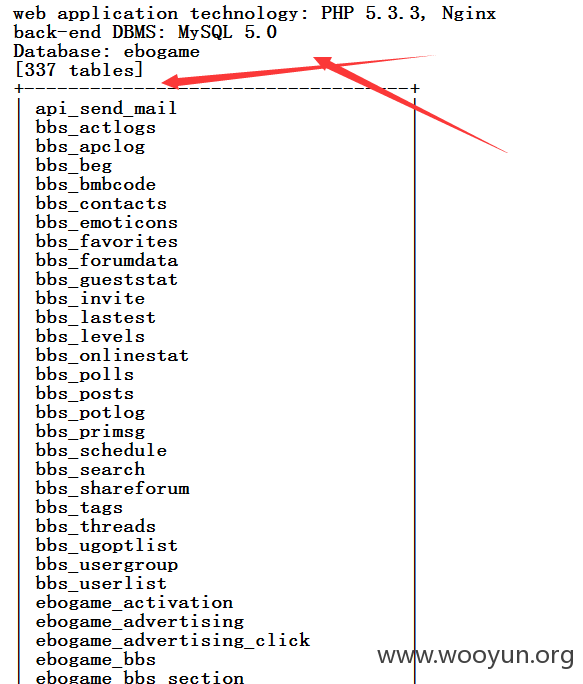 web application technology: PHP 5.3.3, Nginx
back-end DBMS: MySQL 5.0
Database: ebogame
[337 tables]
+------------------------------------+
| api_send_mail |
| bbs_actlogs
| bbs_apclog
| bbs_beg
| bbs_bmbcode
| bbs_contacts
| bbs_emoticons
| bbs_favorites
| bbs_forumdata
| bbs_gueststat
| bbs_invite
| bbs_lastest
| bbs_levels
| bbs_onlinestat
| bbs_polls
| bbs_posts
| bbs_potlog
| bbs_primsg
| bbs_schedule
| bbs_search
| bbs_shareforum
| bbs_tags
| bbs_threads
| bbs_ugoptlist
| bbs_usergroup
| bbs_userlist
| ebogame_activation
| ebogame_advertising
| ebogame_advertising_click
| ebogame_bbs
| ebogame_bbs_section
www.wooyun.org